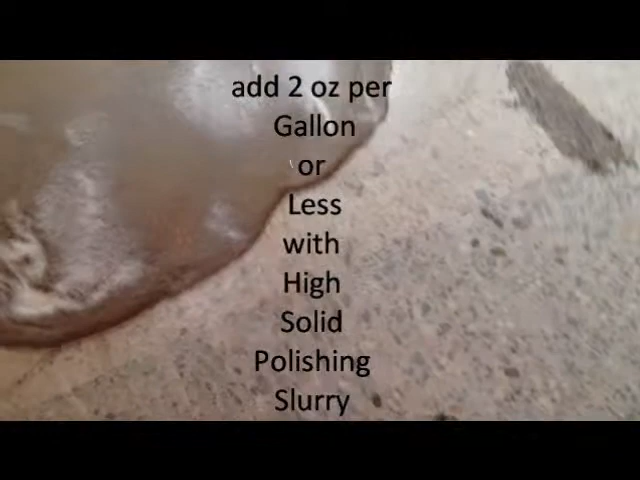 add 2 oz per
Gallon
or
Less
with
High
Solid
Polishing
Slurry